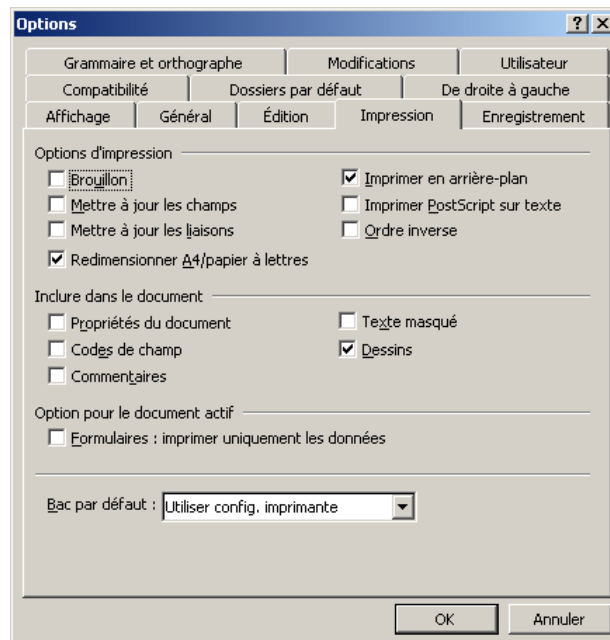 Options
Grammaire et orthographe Modifications Utilisateur
Compatibilité Dossiers par défaut De droite à gauche
Affichage Général Édition Impression Enregistrement
Options d'impression
Brouillon Imprimer en arrière-plan
Mettre à jour les champs Imprimer PostScript sur texte
Mettre à jour les liaisons Ordre inverse
Redimensionner A4/papier à lettres
Inclure dans le document
Propriétés du document Texte masqué
Codes de champ Dessins
Commentaires
Option pour le document actif
Formulaires : imprimer uniquement les données
Bac par défaut : Utiliser config. imprimante
OK Annuler